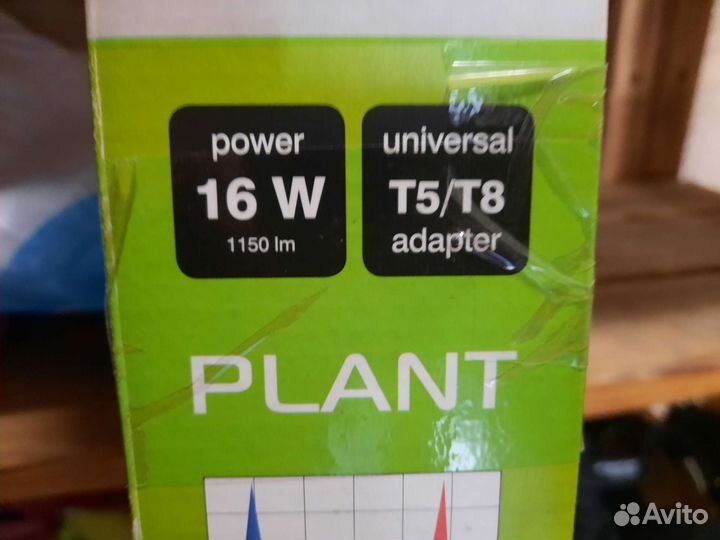 power
16 W
1150 lm
universal
T5/T8
adapter
PLANT
Avito